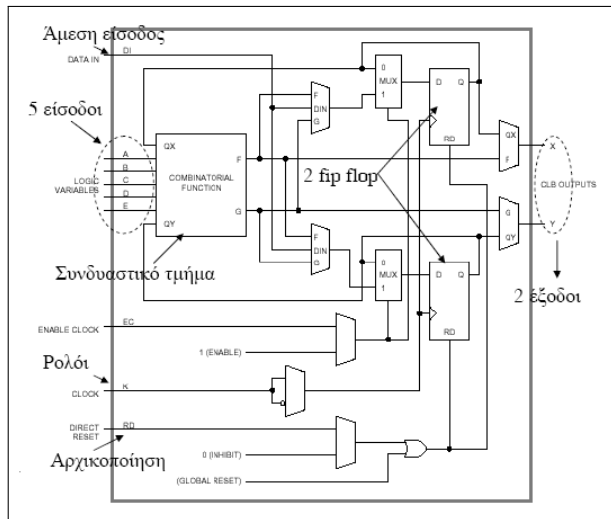 Άμεση είσοδος
DI
DATA IN
5 είσοδοι
0
MUX
1
D Q
RD
F
DIN
G
QX
F
X
QX
A
B
LOGIC
VARIABLES
C
D
E
QY
COMBINATORIAL
FUNCTION
F
G
2 fip flop
CLB OUTPUTS
G
QY
Y
F
DIN
G
0
MUX
1
D Q
RD
Συνδυαστικό τμήμα
2 έξοδοι
ENABLE CLOCK
EC
1 (ENABLE)
Ρολόι
CLOCK
K
DIRECT
RESET
RD
Αρχικοποίηση
0 (INHIBIT)
(GLOBAL RESET)